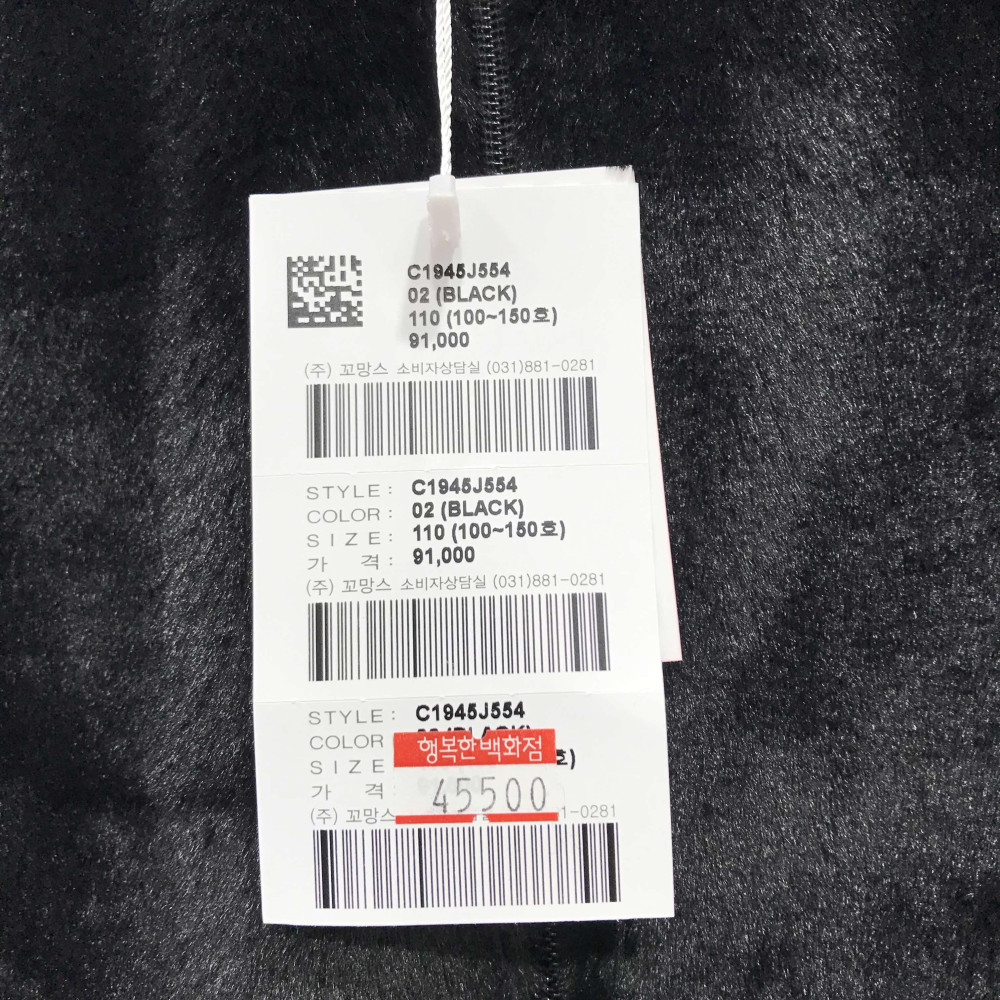 C1945J554
02 (BLACK)
110 (100~150호)
91,000
(주) 꼬망스 소비자상담실 (031)881-0281
STYLE : C1945J554
COLOR : 02 (BLACK)
SIZE : 110 (100~150호)
가 격 : 91,000
(주) 꼬망스 소비자상담실 (031)881-0281
STYLE : C1945J554
COLOR (BLACK)
행복한백화점
SIZE 호)
가 격 :
45500
(주) 꼬망스 1-0281